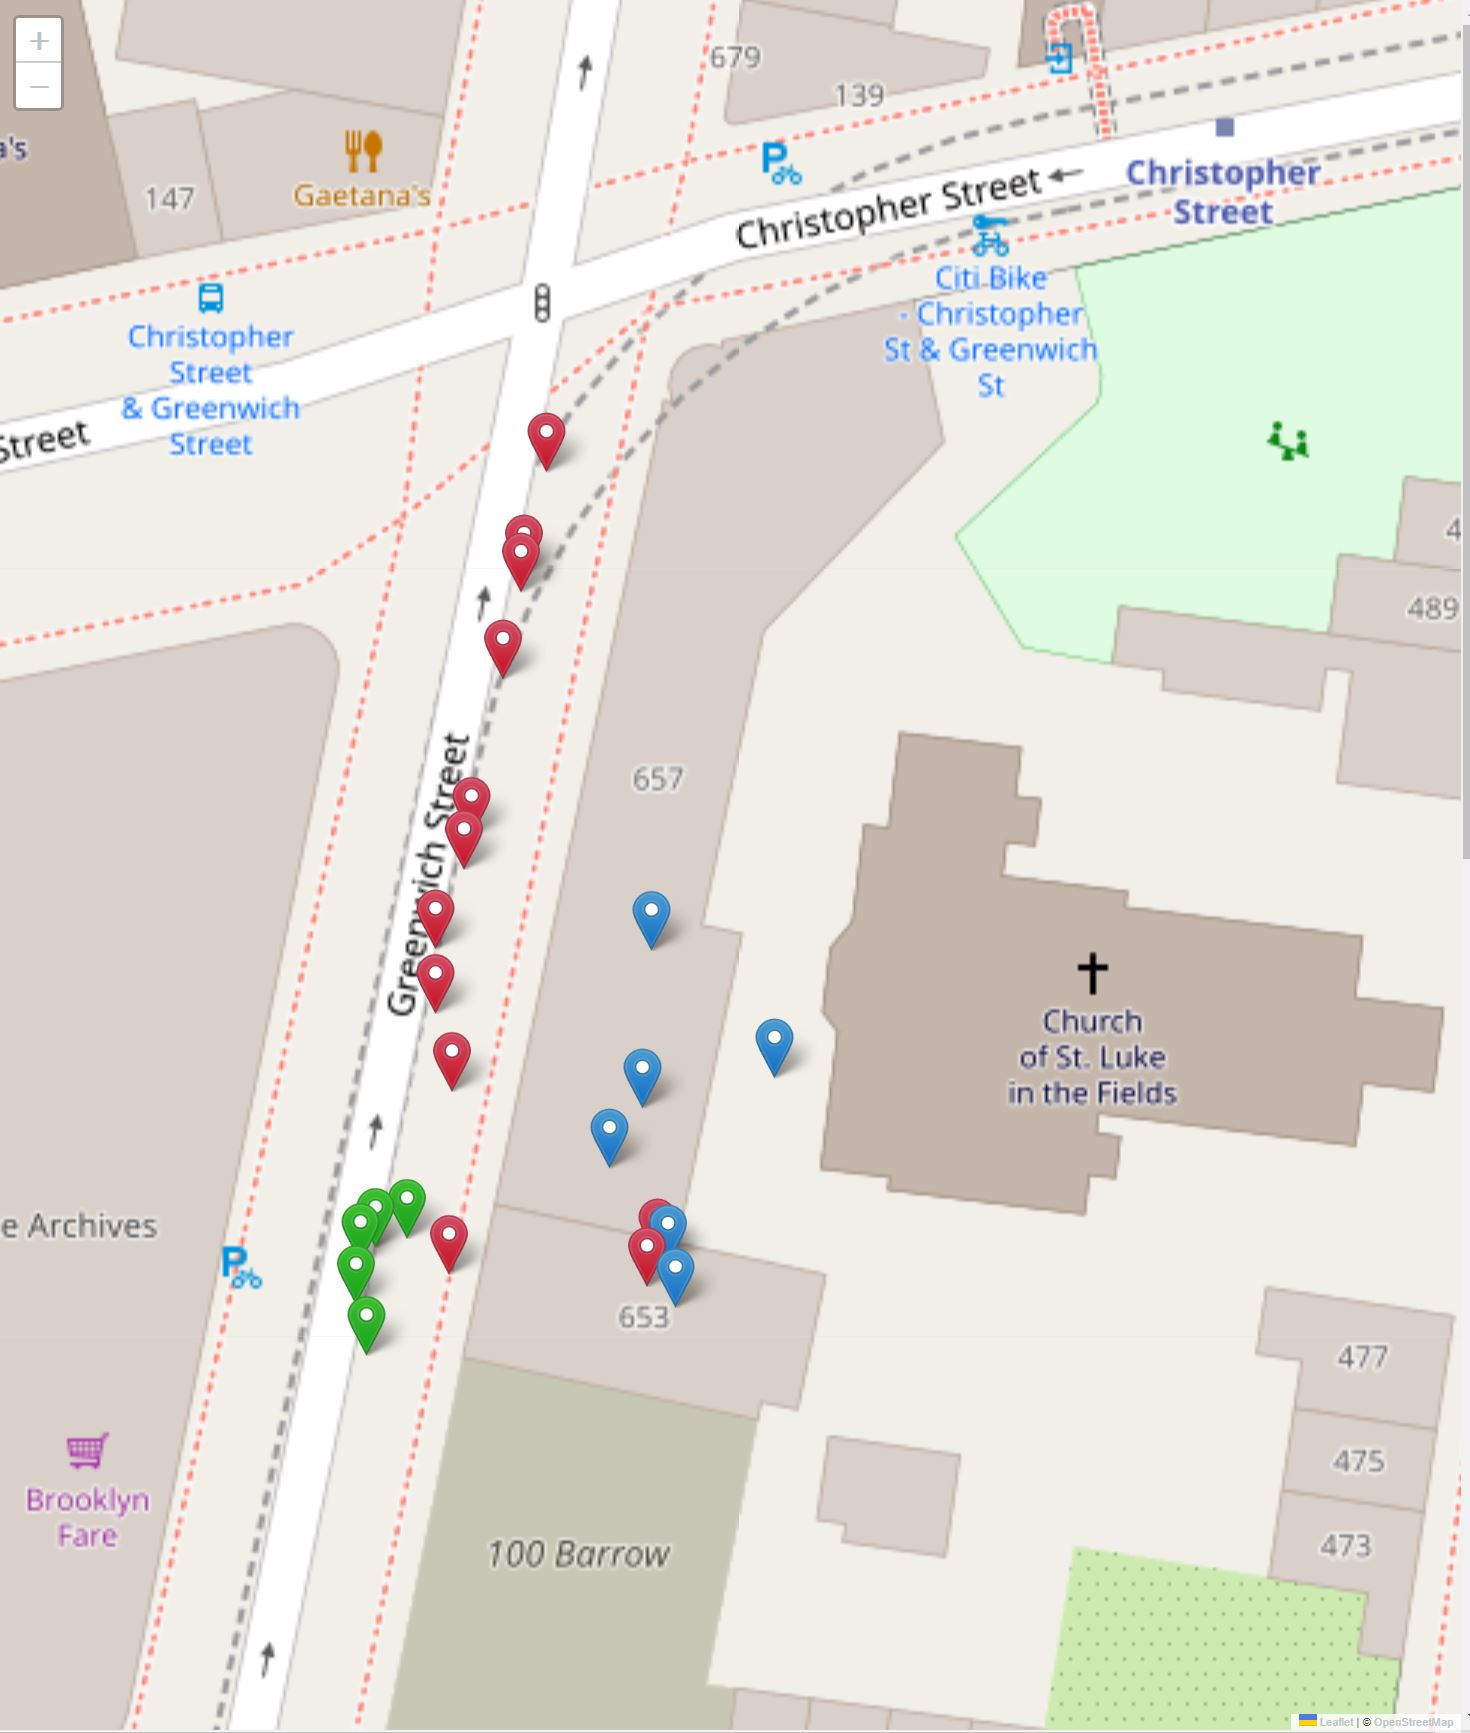 +
−
679
139
a's
Gaetana's
147
Christopher Street
Christopher
Street
Citi Bike
- Christopher
St & Greenwich
St
Christopher
Street
& Greenwich
Street
Street
4
489
657
Greenwich Street
Church
of St. Luke
in the Fields
e Archives
653
477
475
473
Brooklyn
Fare
100 Barrow
Leaflet | © OpenStreetMap